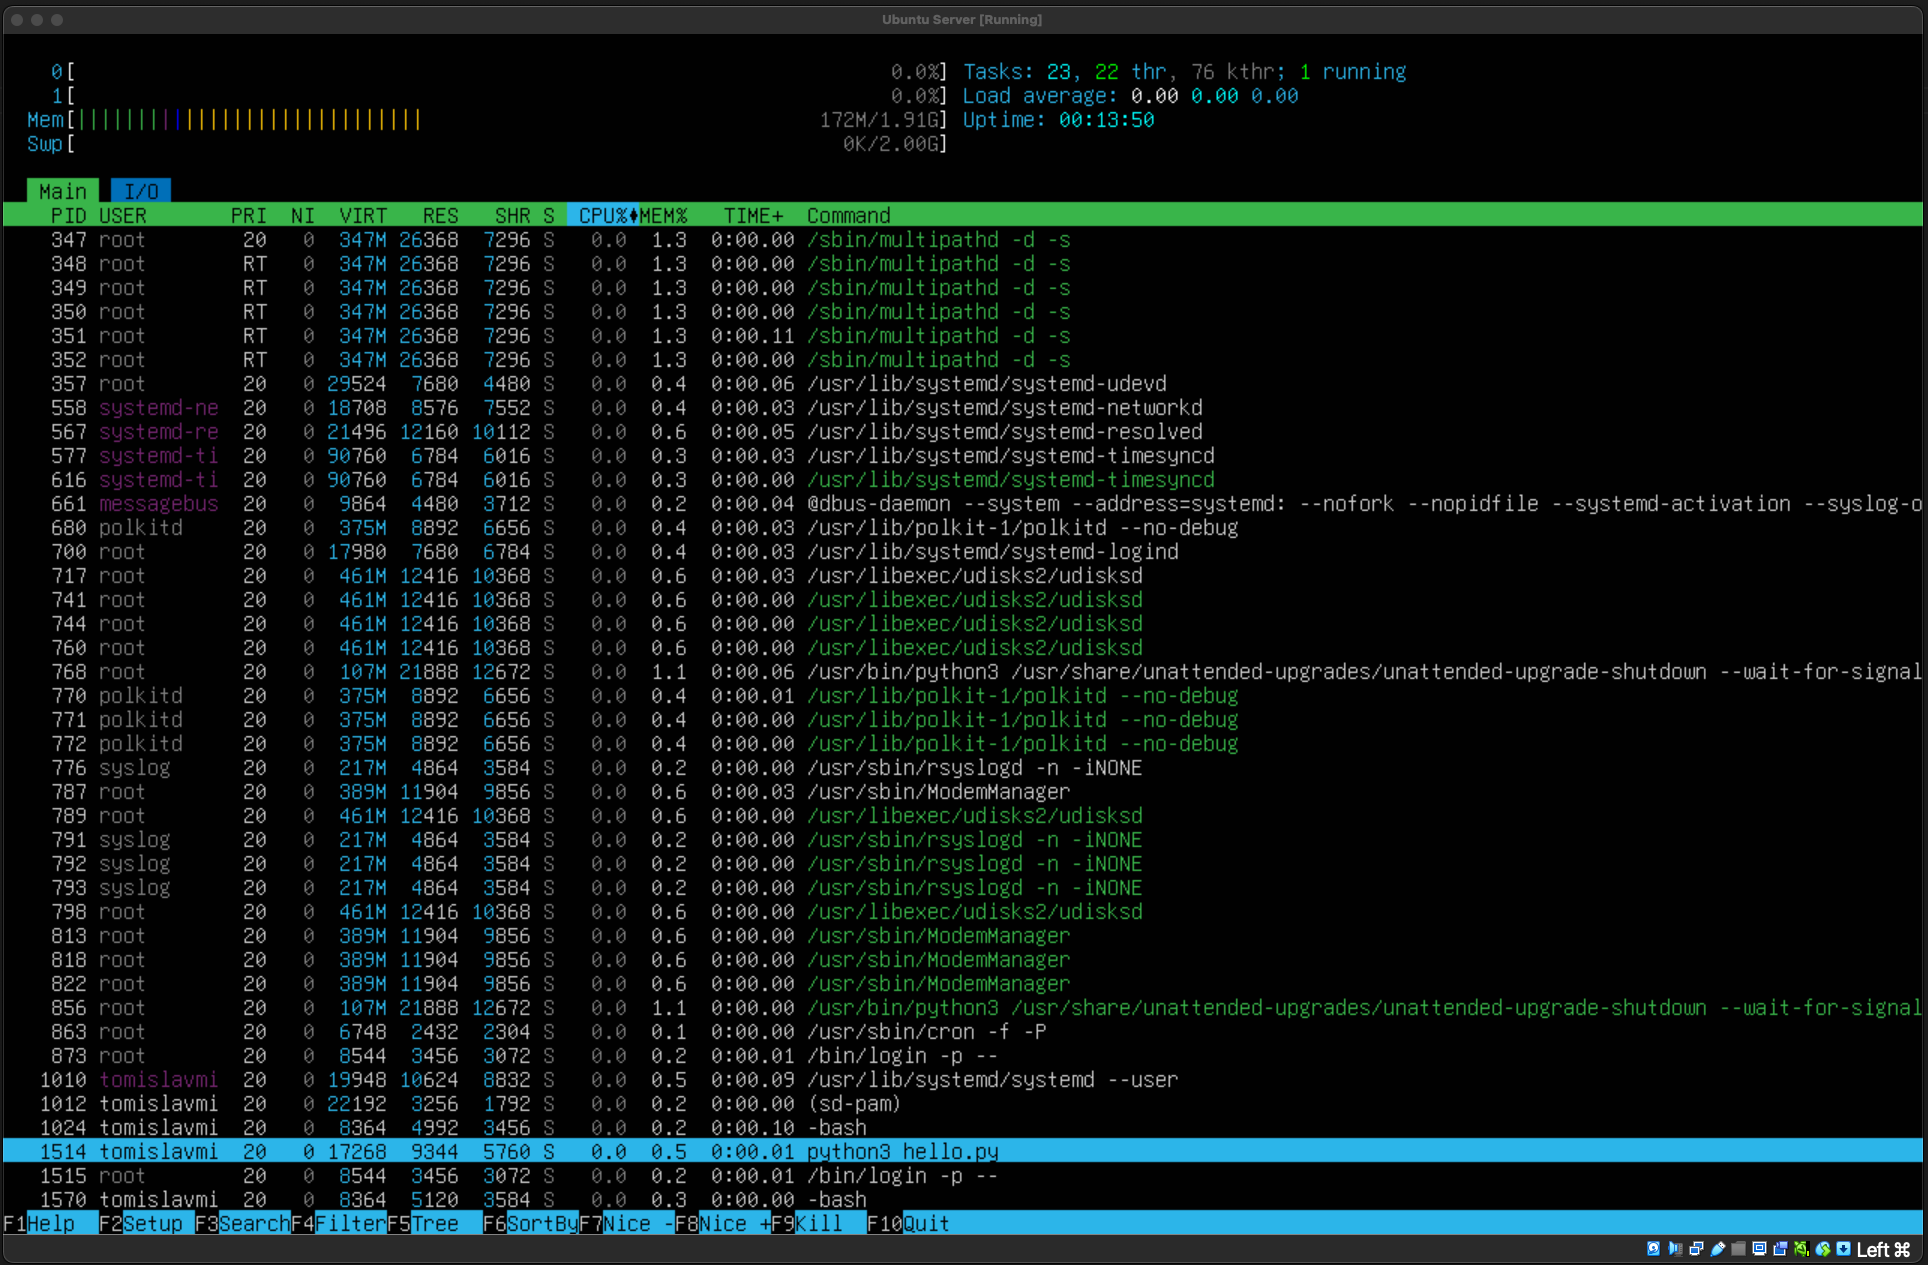 Ubuntu Server [Running]
0[ 0.0%] Tasks: 23, 22 thr, 76 kthr; 1 running
1[ 0.0%] Load average: 0.00 0.00 0.00
Mem[||||||||||||||||||||||||||||| 172M/1.91G] Uptime: 00:13:50
Swp[ 0K/2.00G]
Main I/O
PID USER PRI NI VIRT RES SHR S CPU%♦MEM% TIME+ Command
347 root 20 0 347M 26368 7296 S 0.0 1.3 0:00.00 /sbin/multipathd -d -s
348 root RT 0 347M 26368 7296 S 0.0 1.3 0:00.00 /sbin/multipathd -d -s
349 root RT 0 347M 26368 7296 S 0.0 1.3 0:00.00 /sbin/multipathd -d -s
350 root RT 0 347M 26368 7296 S 0.0 1.3 0:00.00 /sbin/multipathd -d -s
351 root RT 0 347M 26368 7296 S 0.0 1.3 0:00.11 /sbin/multipathd -d -s
352 root RT 0 347M 26368 7296 S 0.0 1.3 0:00.00 /sbin/multipathd -d -s
357 root 20 0 29524 7680 4480 S 0.0 0.4 0:00.06 /usr/lib/systemd/systemd-udevd
558 systemd-ne 20 0 18708 8576 7552 S 0.0 0.4 0:00.03 /usr/lib/systemd/systemd-networkd
567 systemd-re 20 0 21496 12160 10112 S 0.0 0.6 0:00.05 /usr/lib/systemd/systemd-resolved
577 systemd-ti 20 0 90760 6784 6016 S 0.0 0.3 0:00.03 /usr/lib/systemd/systemd-timesyncd
616 systemd-ti 20 0 90760 6784 6016 S 0.0 0.3 0:00.00 /usr/lib/systemd/systemd-timesyncd
661 messagebus 20 0 9864 4480 3712 S 0.0 0.2 0:00.04 @dbus-daemon --system --address=systemd: --nofork --nopidfile --systemd-activation --syslog-o
680 polkitd 20 0 375M 8892 6656 S 0.0 0.4 0:00.03 /usr/lib/polkit-1/polkitd --no-debug
700 root 20 0 17980 7680 6784 S 0.0 0.4 0:00.03 /usr/lib/systemd/systemd-logind
717 root 20 0 461M 12416 10368 S 0.0 0.6 0:00.03 /usr/libexec/udisks2/udisksd
741 root 20 0 461M 12416 10368 S 0.0 0.6 0:00.00 /usr/libexec/udisks2/udisksd
744 root 20 0 461M 12416 10368 S 0.0 0.6 0:00.00 /usr/libexec/udisks2/udisksd
760 root 20 0 461M 12416 10368 S 0.0 0.6 0:00.00 /usr/libexec/udisks2/udisksd
768 root 20 0 107M 21888 12672 S 0.0 1.1 0:00.06 /usr/bin/python3 /usr/share/unattended-upgrades/unattended-upgrade-shutdown --wait-for-signal
770 polkitd 20 0 375M 8892 6656 S 0.0 0.4 0:00.01 /usr/lib/polkit-1/polkitd --no-debug
771 polkitd 20 0 375M 8892 6656 S 0.0 0.4 0:00.00 /usr/lib/polkit-1/polkitd --no-debug
772 polkitd 20 0 375M 8892 6656 S 0.0 0.4 0:00.00 /usr/lib/polkit-1/polkitd --no-debug
776 syslog 20 0 217M 4864 3584 S 0.0 0.2 0:00.00 /usr/sbin/rsyslogd -n -iNONE
787 root 20 0 389M 11904 9856 S 0.0 0.6 0:00.03 /usr/sbin/ModemManager
789 root 20 0 461M 12416 10368 S 0.0 0.6 0:00.00 /usr/libexec/udisks2/udisksd
791 syslog 20 0 217M 4864 3584 S 0.0 0.2 0:00.00 /usr/sbin/rsyslogd -n -iNONE
792 syslog 20 0 217M 4864 3584 S 0.0 0.2 0:00.00 /usr/sbin/rsyslogd -n -iNONE
793 syslog 20 0 217M 4864 3584 S 0.0 0.2 0:00.00 /usr/sbin/rsyslogd -n -iNONE
798 root 20 0 461M 12416 10368 S 0.0 0.6 0:00.00 /usr/libexec/udisks2/udisksd
813 root 20 0 389M 11904 9856 S 0.0 0.6 0:00.00 /usr/sbin/ModemManager
818 root 20 0 389M 11904 9856 S 0.0 0.6 0:00.00 /usr/sbin/ModemManager
822 root 20 0 389M 11904 9856 S 0.0 0.6 0:00.00 /usr/sbin/ModemManager
856 root 20 0 107M 21888 12672 S 0.0 1.1 0:00.00 /usr/bin/python3 /usr/share/unattended-upgrades/unattended-upgrade-shutdown --wait-for-signal
863 root 20 0 6748 2432 2304 S 0.0 0.1 0:00.00 /usr/sbin/cron -f -P
873 root 20 0 8544 3456 3072 S 0.0 0.2 0:00.01 /bin/login -p --
1010 tomislavmi 20 0 19948 10624 8832 S 0.0 0.5 0:00.09 /usr/lib/systemd/systemd --user
1012 tomislavmi 20 0 22192 3256 1792 S 0.0 0.2 0:00.00 (sd-pam)
1024 tomislavmi 20 0 8364 4992 3456 S 0.0 0.2 0:00.10 -bash
1514 tomislavmi 20 0 17268 9344 5760 S 0.0 0.5 0:00.01 python3 hello.py
1515 root 20 0 8544 3456 3072 S 0.0 0.2 0:00.01 /bin/login -p --
1570 tomislavmi 20 0 8364 5120 3584 S 0.0 0.3 0:00.00 -bash
F1Help F2Setup F3SearchF4FilterF5Tree F6SortByF7Nice -F8Nice +F9Kill F10Quit
Left ⌘